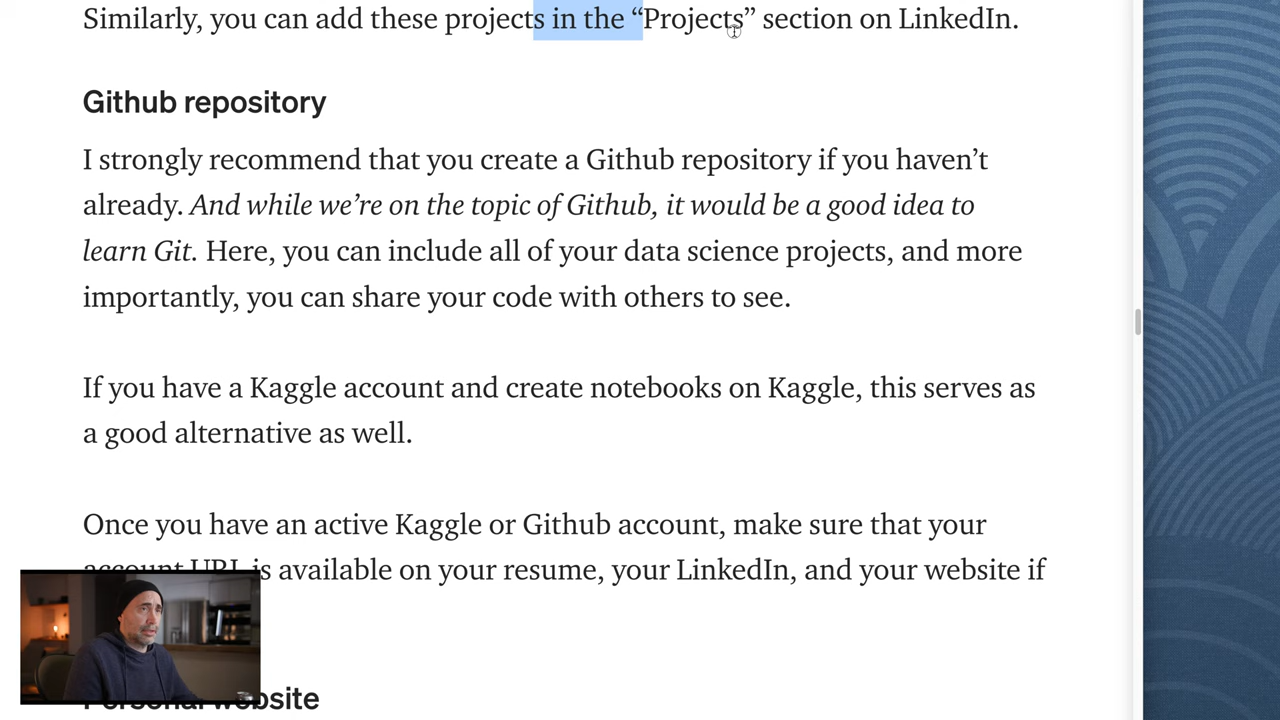 Similarly, you can add these projects in the “Projects” section on LinkedIn.
Github repository
I strongly recommend that you create a Github repository if you haven’t
already. And while we’re on the topic of Github, it would be a good idea to
learn Git. Here, you can include all of your data science projects, and more
importantly, you can share your code with others to see.
If you have a Kaggle account and create notebooks on Kaggle, this serves as
a good alternative as well.
Once you have an active Kaggle or Github account, make sure that your
account URL is available on your resume, your LinkedIn, and your website if
Personal website